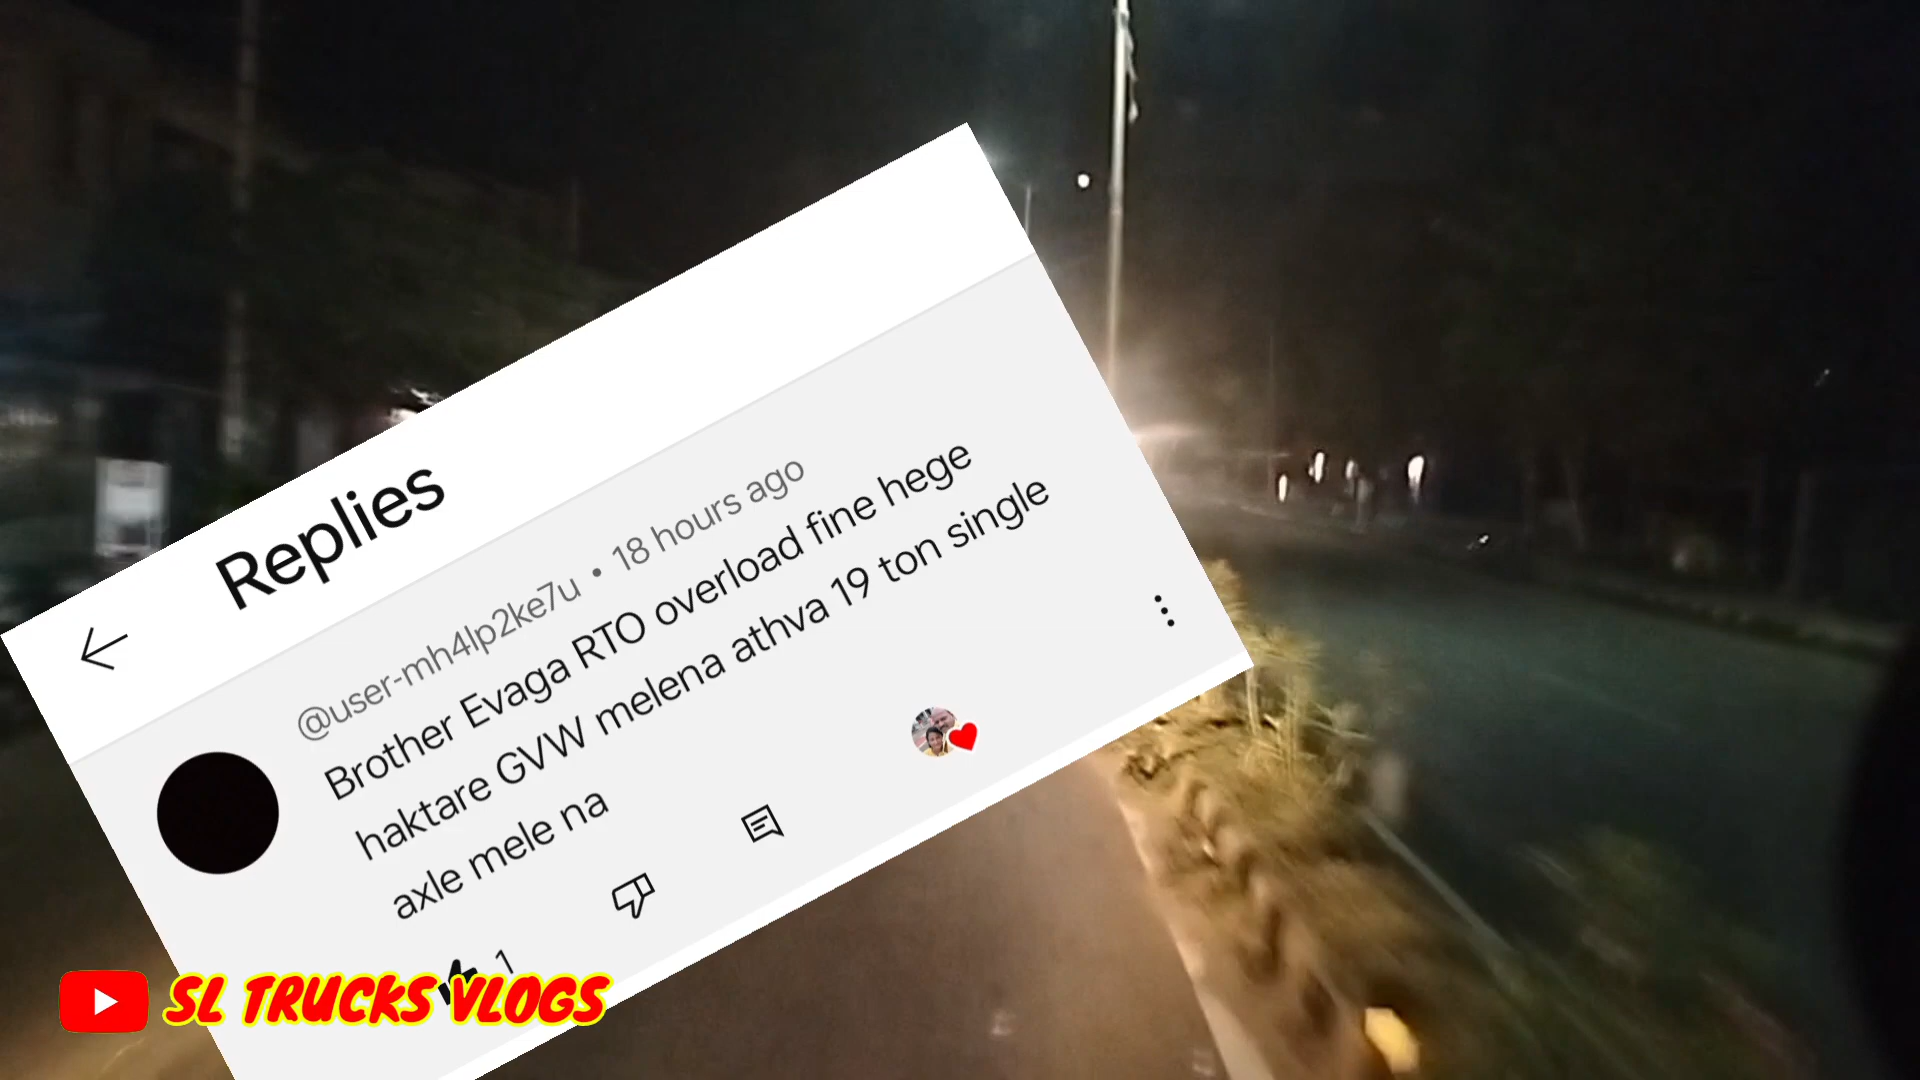 Replies
@user-mh4lp2ke7u • 18 hours ago
Brother Evaga RTO overload fine hege
haktare GVW melena athva 19 ton single
axle mele na
1
SL TRUCKS VLOGS